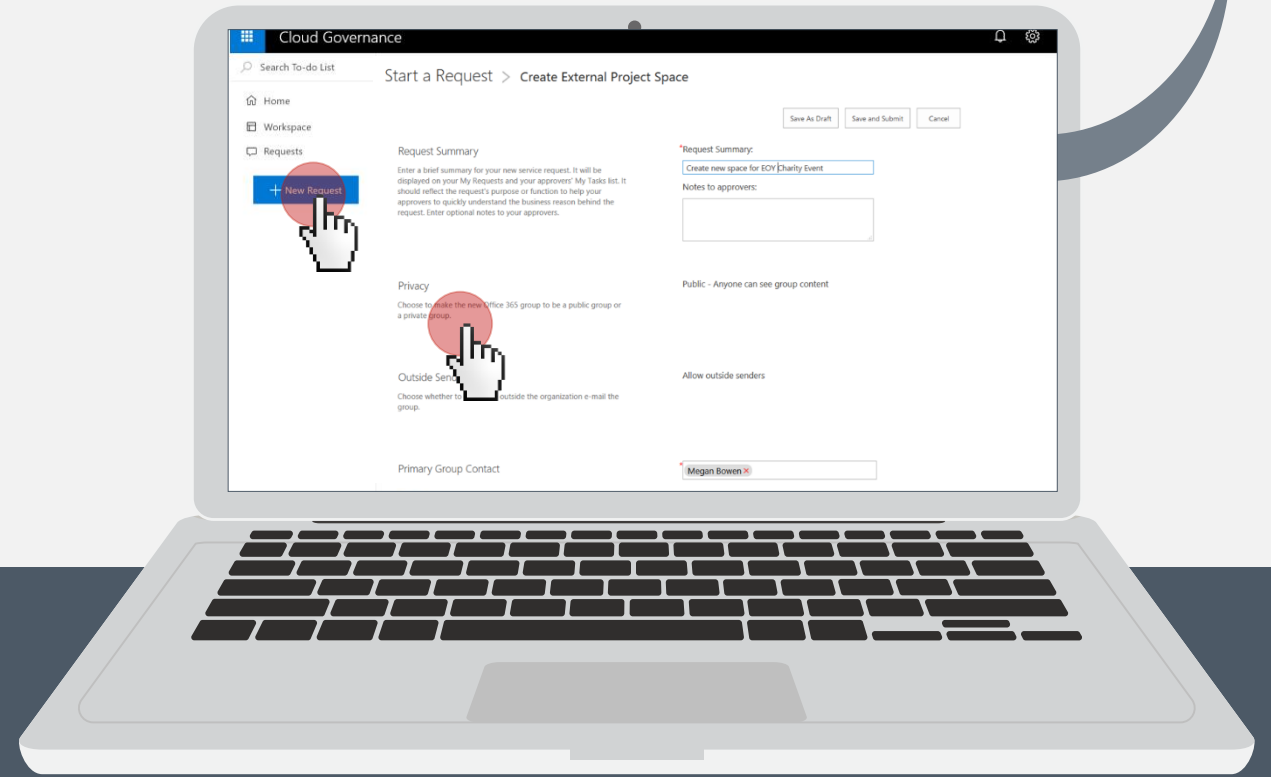 Cloud Governance
Search To-do List
Start a Request > Create External Project Space
Home
Workspace
Requests
+ New Request
Save As Draft
Save and Submit
Cancel
Request Summary
Enter a brief summary for your new service request. It will be
displayed on your My Requests and your approvers' My Tasks list. It
should reflect the request's purpose or function to help your
approvers to quickly understand the business reason behind the
request. Enter optional notes to your approvers.
*Request Summary:
Create new space for EOY Charity Event
Notes to approvers:
Privacy
Choose to make the new Office 365 group to be a public group or
a private group.
Public - Anyone can see group content
Outside
Choose whether to outside the organization e-mail the
group.
Allow outside senders
Primary Group Contact
* Megan Bowen ×